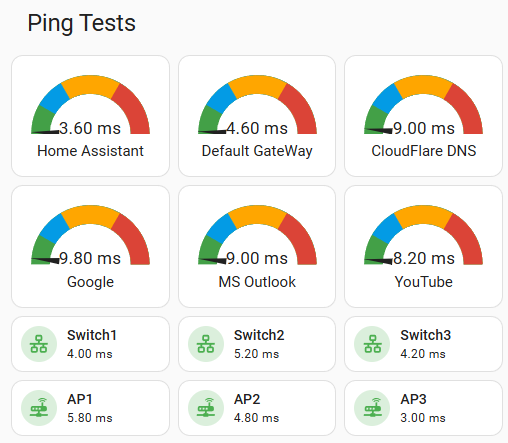 Ping Tests
3.60 ms
Home Assistant
4.60 ms
Default GateWay
9.00 ms
CloudFlare DNS
9.80 ms
Google
9.00 ms
MS Outlook
8.20 ms
YouTube
Switch1
4.00 ms
Switch2
5.20 ms
Switch3
4.20 ms
AP1
5.80 ms
AP2
4.80 ms
AP3
3.00 ms